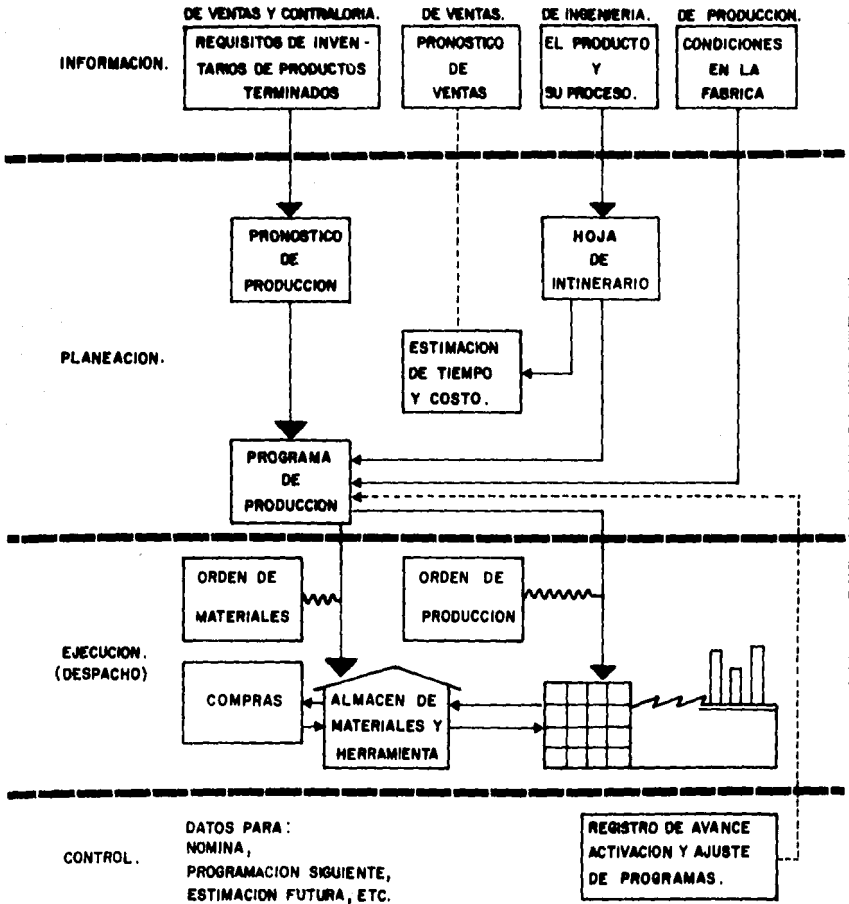 DE VENTAS Y CONTRALORIA.
DE VENTAS.
DE INGENIERIA.
DE PRODUCCION.
INFORMACION.
REQUISITOS DE INVEN-
TARIOS DE PRODUCTOS
TERMINADOS
PRONOSTICO
DE
VENTAS
EL PRODUCTO
Y
SU PROCESO.
CONDICIONES
EN LA
FABRICA
PLANEACION.
PRONOSTICO
DE
PRODUCCION
HOJA
DE
INTINERARIO
ESTIMACION
DE TIEMPO
Y COSTO.
PROGRAMA
DE
PRODUCCION
EJECUCION.
(DESPACHO)
ORDEN DE
MATERIALES
ORDEN DE
PRODUCCION
COMPRAS
ALMACEN DE
MATERIALES Y
HERRAMIENTA
CONTROL.
DATOS PARA:
NOMINA,
PROGRAMACION SIGUIENTE,
ESTIMACION FUTURA, ETC.
REGISTRO DE AVANCE
ACTIVACION Y AJUSTE
DE PROGRAMAS.